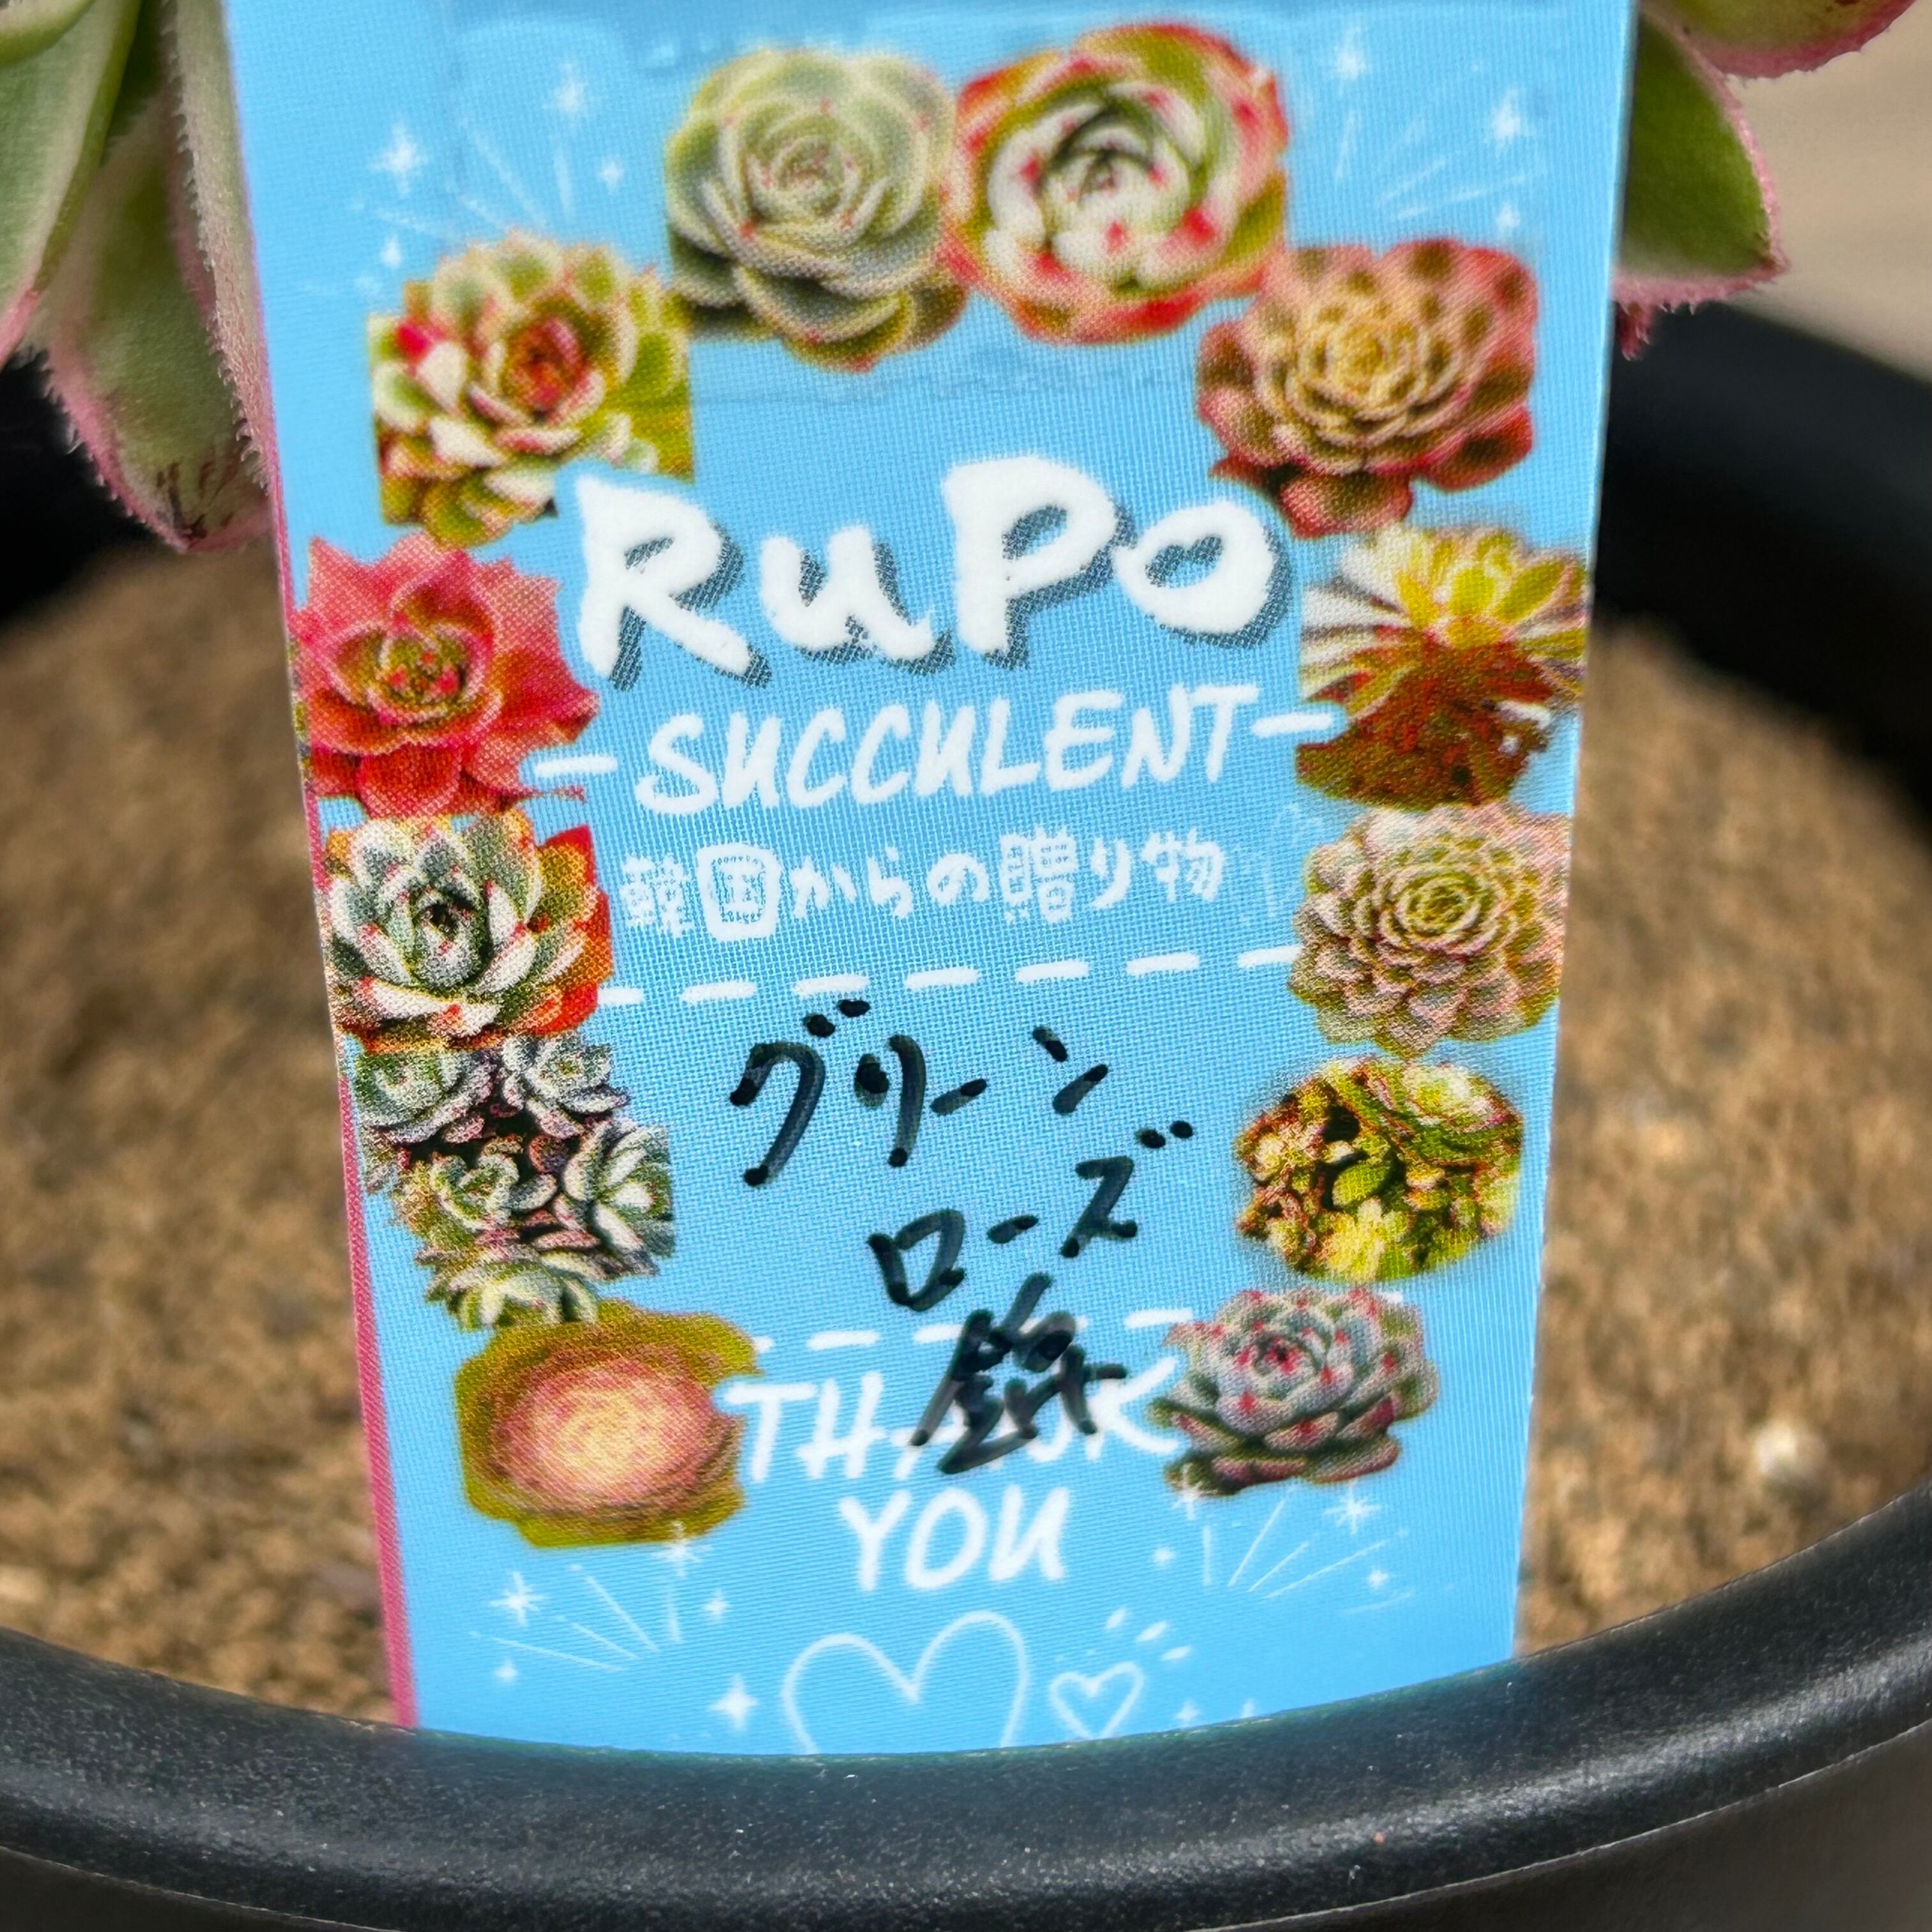 RuPo
-SUCCULENT-
韓国からの贈り物
グリーン
ローズ
錦
THANK
YOU